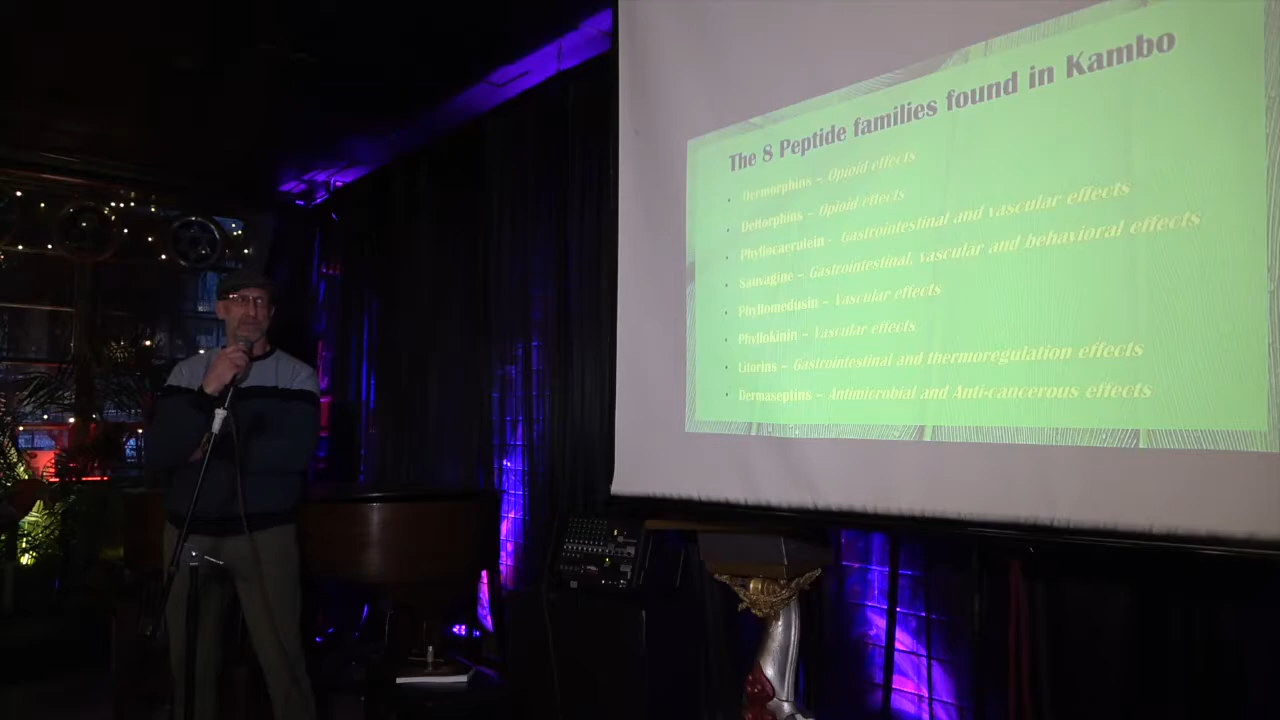 The 8 Peptide families found in Kambo
• Dermorphins – Opioid effects
• Deltorphins – Opioid effects
• Phyllocaerulein - Gastrointestinal and vascular effects
• Sauvagine – Gastrointestinal, vascular and behavioral effects
• Phyllomedusin – Vascular effects
• Phyllokinin – Vascular effects
• Litorins – Gastrointestinal and thermoregulation effects
• Dermaseptins – Antimicrobial and Anti-cancerous effects